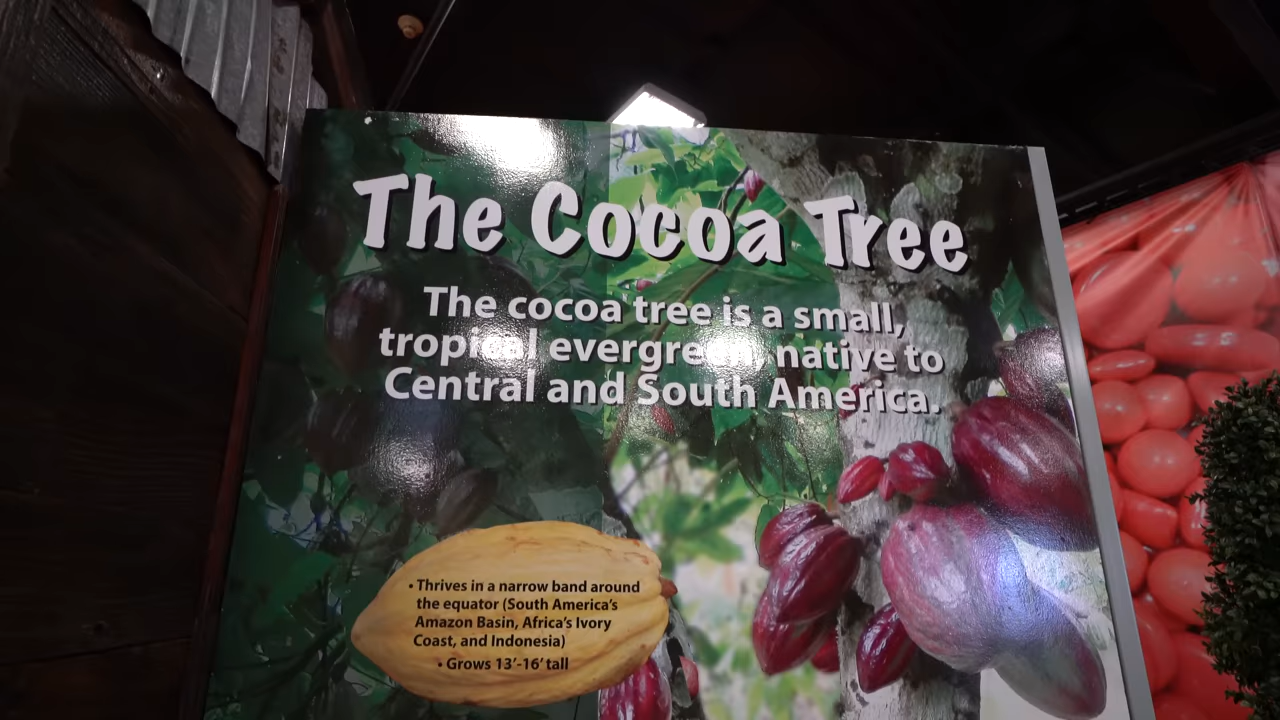 The Cocoa Tree
The cocoa tree is a small,
tropical evergreen, native to
Central and South America.
• Thrives in a narrow band around
the equator (South America's
Amazon Basin, Africa's Ivory
Coast, and Indonesia)
• Grows 13'-16' tall